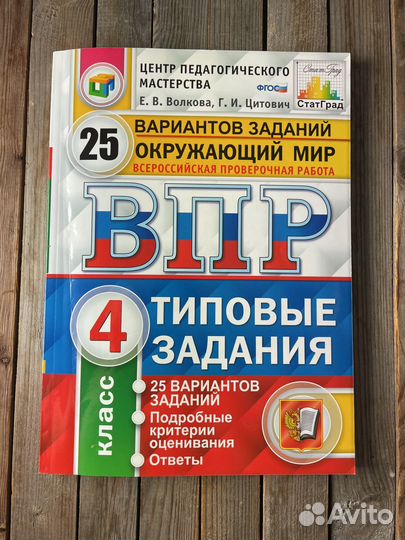 ЦЕНТР ПЕДАГОГИЧЕСКОГО
МАСТЕРСТВА
ФГОС
СтатГрад
Е. В. Волкова, Г. И. Цитович
СтатГрад
25
ВАРИАНТОВ ЗАДАНИЙ
ОКРУЖАЮЩИЙ МИР
ВСЕРОССИЙСКАЯ ПРОВЕРОЧНАЯ РАБОТА
ВПР
4
класс
ТИПОВЫЕ
ЗАДАНИЯ
25 ВАРИАНТОВ
ЗАДАНИЙ
Подробные
критерии
оценивания
Ответы
Avito